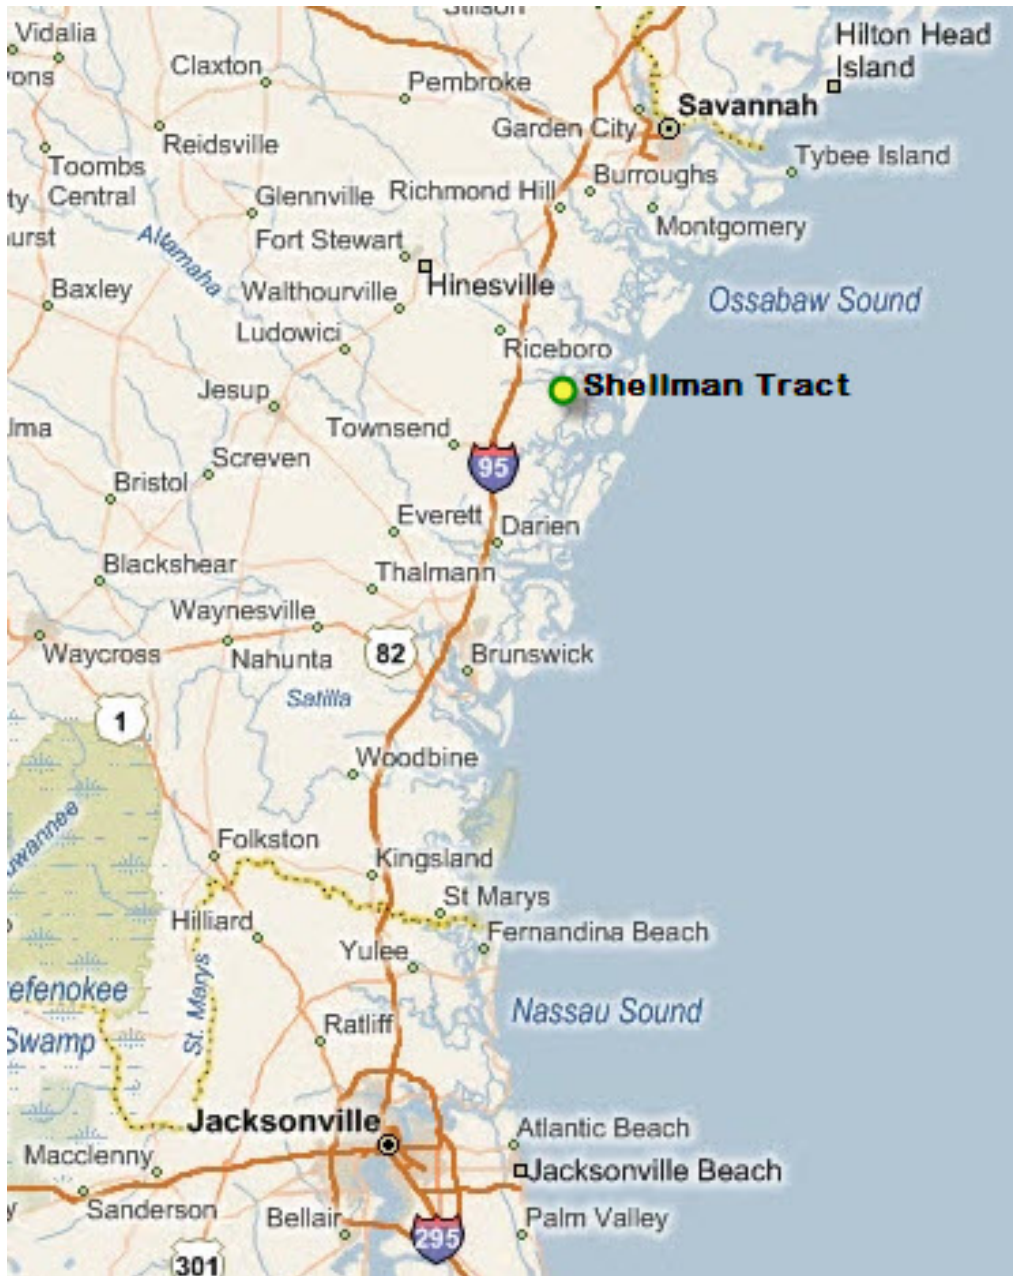 Vidalia
Hilton Head
Island
Claxton
Pembroke
Savannah
Garden City
Reidsville
Toombs
Central
Tybee Island
Burroughs
Glennville
Richmond Hill
Montgomery
Altamaha
Fort Stewart
Hinesville
Baxley
Walthourville
Ossabaw Sound
Ludowici
Riceboro
Jesup
Shellman Tract
Townsend
Screven
95
Bristol
Everett
Darien
Blackshear
Thalmann
Waynesville
Waycross
Nahunta
82
Brunswick
Satilla
1
Woodbine
uwannee
Folkston
Kingsland
St Marys
Hilliard
Fernandina Beach
Yulee
St. Marys
efenokee
Swamp
Nassau Sound
Ratliff
Jacksonville
Atlantic Beach
Macclenny
Jacksonville Beach
Sanderson
Bellair
Palm Valley
295
301